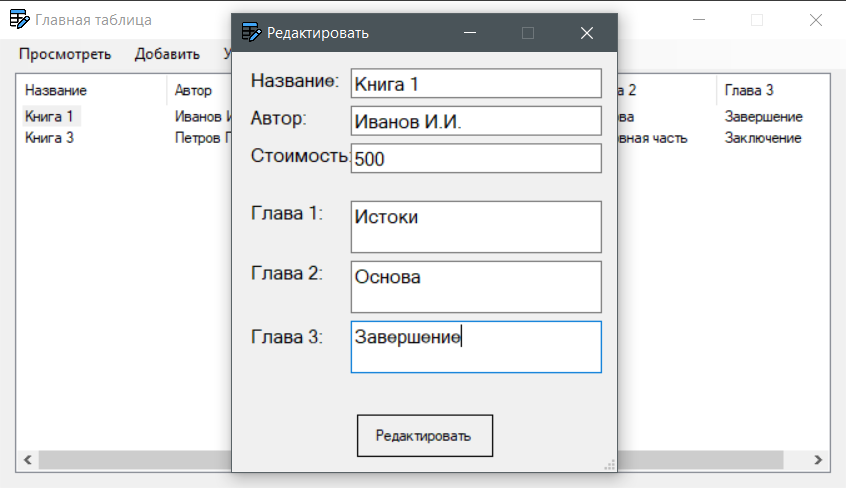 Главная таблица
Редактировать
Просмотреть Добавить У
Название Автор
Книга 1 Иванов И
Книга 3 Петров П
Название: Книга 1
Автор: Иванов И.И.
Стоимость: 500
Глава 1: Истоки
Глава 2: Основа
Глава 3: Завершение
Редактировать
а 2 Глава 3
ва Завершение
вная часть Заключение